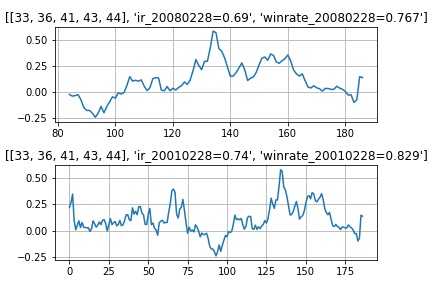 [[33, 36, 41, 43, 44], 'ir_20080228=0.69', 'winrate_20080228=0.767']
0.50
0.25
0.00
−0.25
80 100 120 140 160 180
[[33, 36, 41, 43, 44], 'ir_20010228=0.74', 'winrate_20010228=0.829']
0.50
0.25
0.00
−0.25
0 25 50 75 100 125 150 175